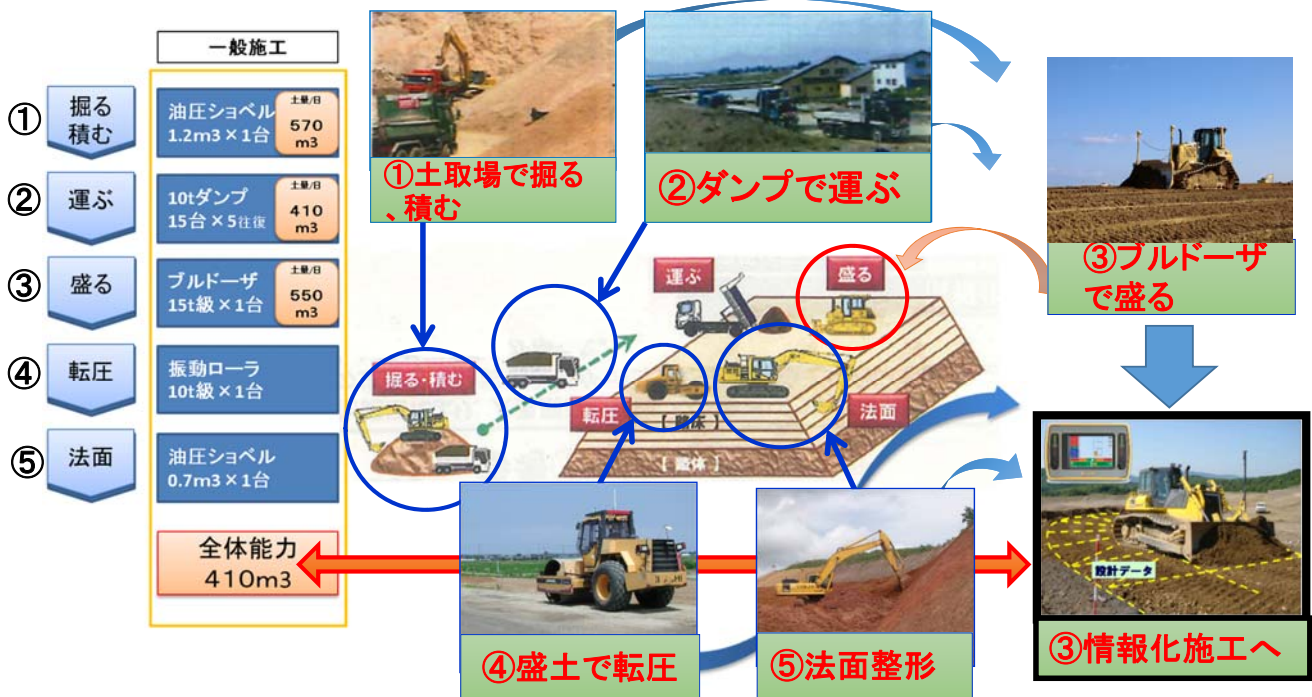 一般施工
①
掘る
積む
油圧ショベル
1.2m3×1台
土量/日
570
m3
②
運ぶ
10tダンプ
15台×5往復
土量/日
410
m3
③
盛る
ブルドーザ
15t級×1台
土量/日
550
m3
④
転圧
振動ローラ
10t級×1台
⑤
法面
油圧ショベル
0.7m3×1台
全体能力
410m3
①土取場で掘る
、積む
②ダンプで運ぶ
③ブルドーザ
で盛る
運ぶ
盛る
掘る・積む
転圧
法面
【路床】
【路体】
④盛土で転圧
⑤法面整形
設計データ
③情報化施工へ